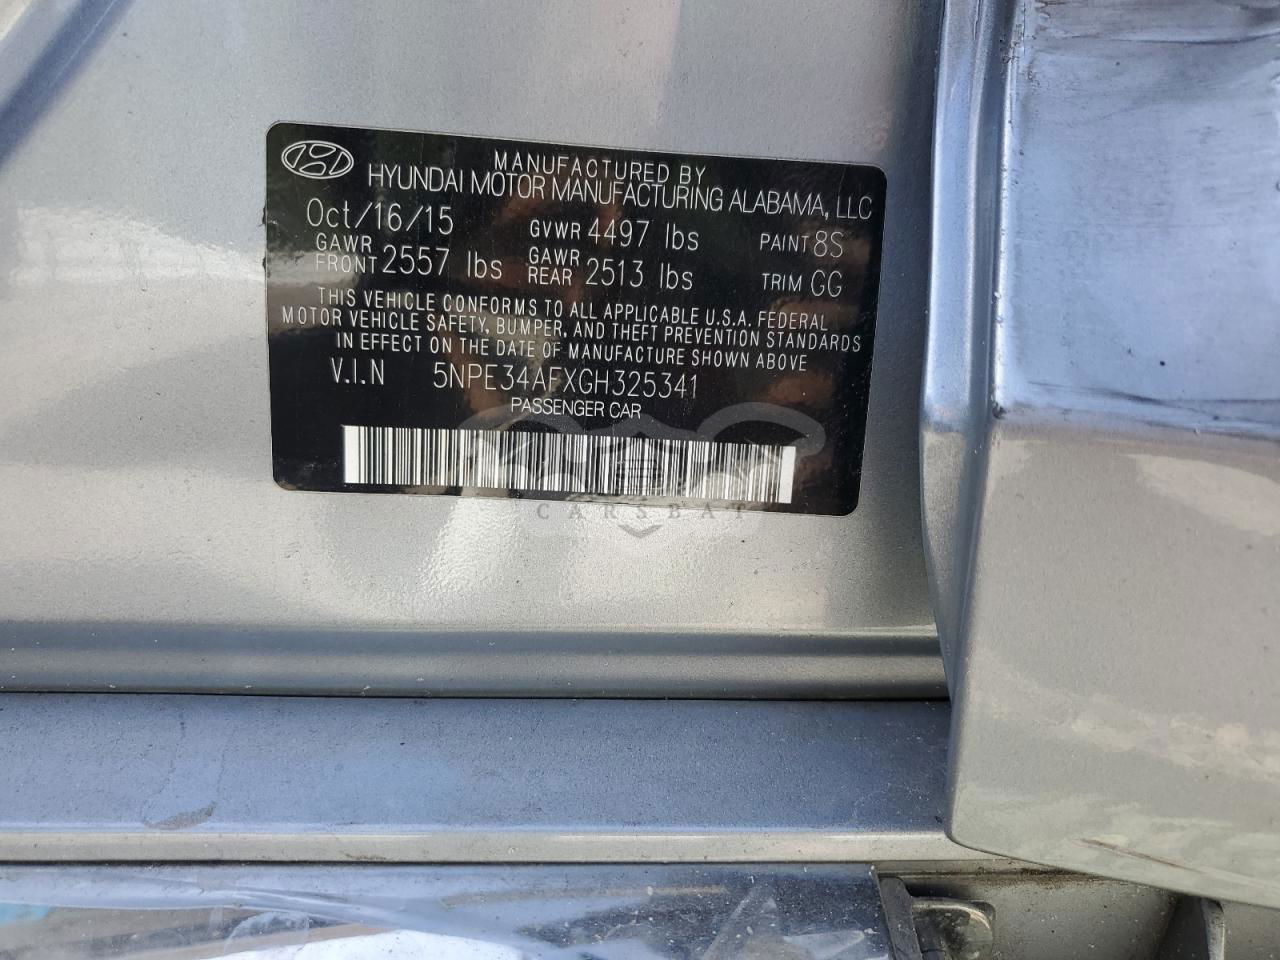 MANUFACTURED BY
HYUNDAI MOTOR MANUFACTURING ALABAMA, LLC
Oct/16/15 GVWR 4497 lbs PAINT 8S
GAWR FRONT 2557 lbs GAWR REAR 2513 lbs TRIM GG
THIS VEHICLE CONFORMS TO ALL APPLICABLE U.S.A. FEDERAL
MOTOR VEHICLE SAFETY, BUMPER, AND THEFT PREVENTION STANDARDS
IN EFFECT ON THE DATE OF MANUFACTURE SHOWN ABOVE
V.I.N 5NPE34AFXGH325341
PASSENGER CAR
CARSBAT